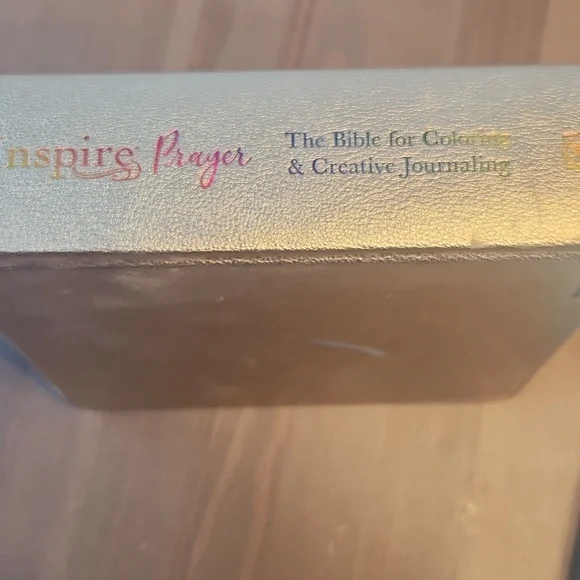 nspire® Prayer
The Bible for Coloring
& Creative Journaling